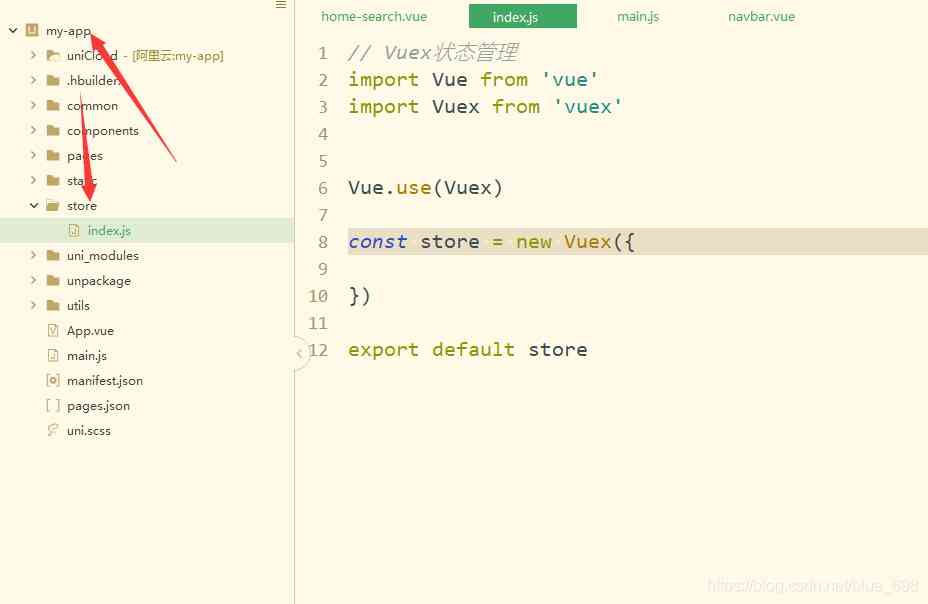 my-app
uniCloud - [阿里云:my-app]
.hbuilderx
common
components
pages
static
store
index.js
uni_modules
unpackage
utils
App.vue
main.js
manifest.json
pages.json
uni.scss
home-search.vue index.js main.js navbar.vue
1 // Vuex状态管理
2 import Vue from 'vue'
3 import Vuex from 'vuex'
4
5
6 Vue.use(Vuex)
7
8 const store = new Vuex({
9
10 })
11
12 export default store
https://blog.csdn.net/blue_698